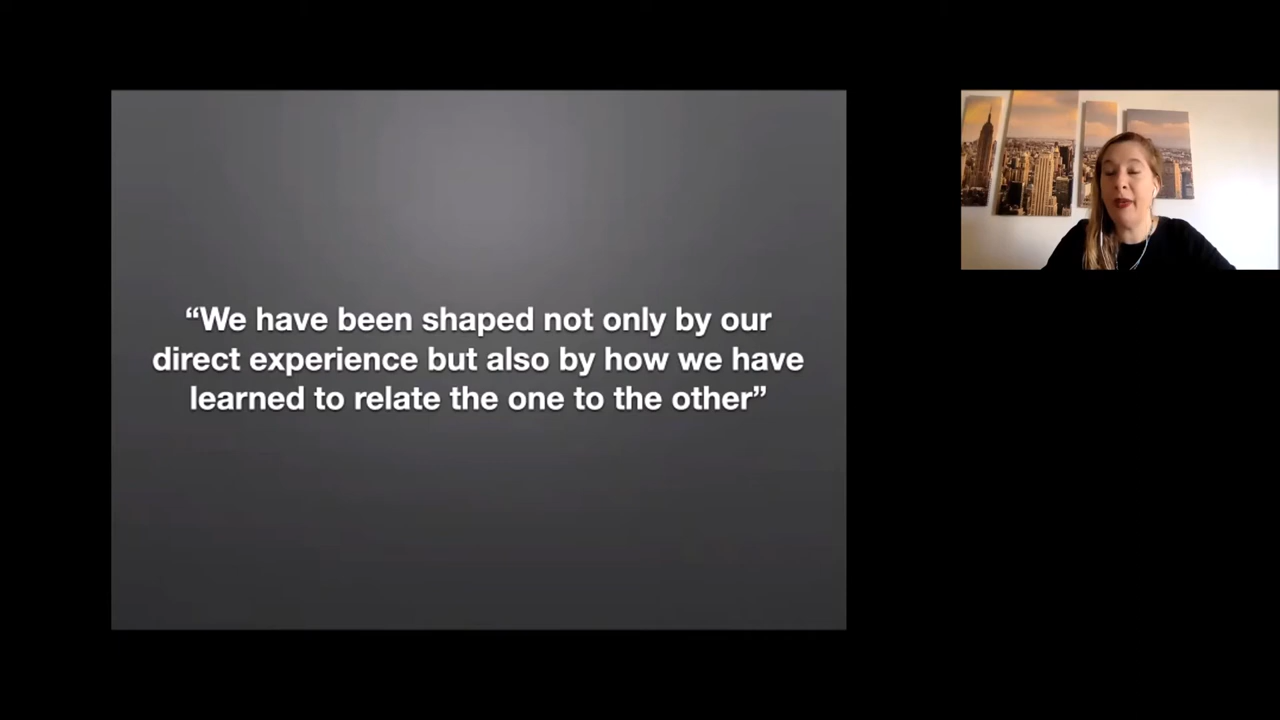 “We have been shaped not only by our
direct experience but also by how we have
learned to relate the one to the other”